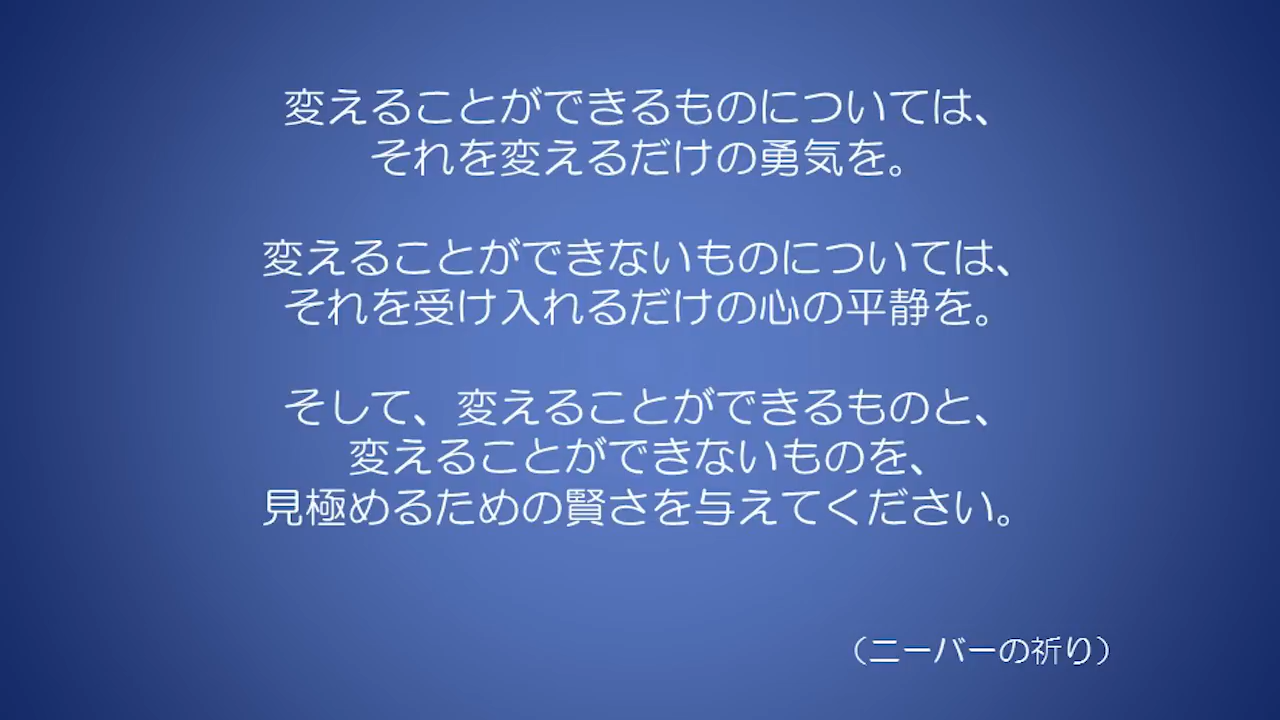 変えることができるものについては、
それを変えるだけの勇気を。
変えることができないものについては、
それを受け入れるだけの心の平静を。
そして、変えることができるものと、
変えることができないものを、
見極めるための賢さを与えてください。
（ニーバーの祈り）